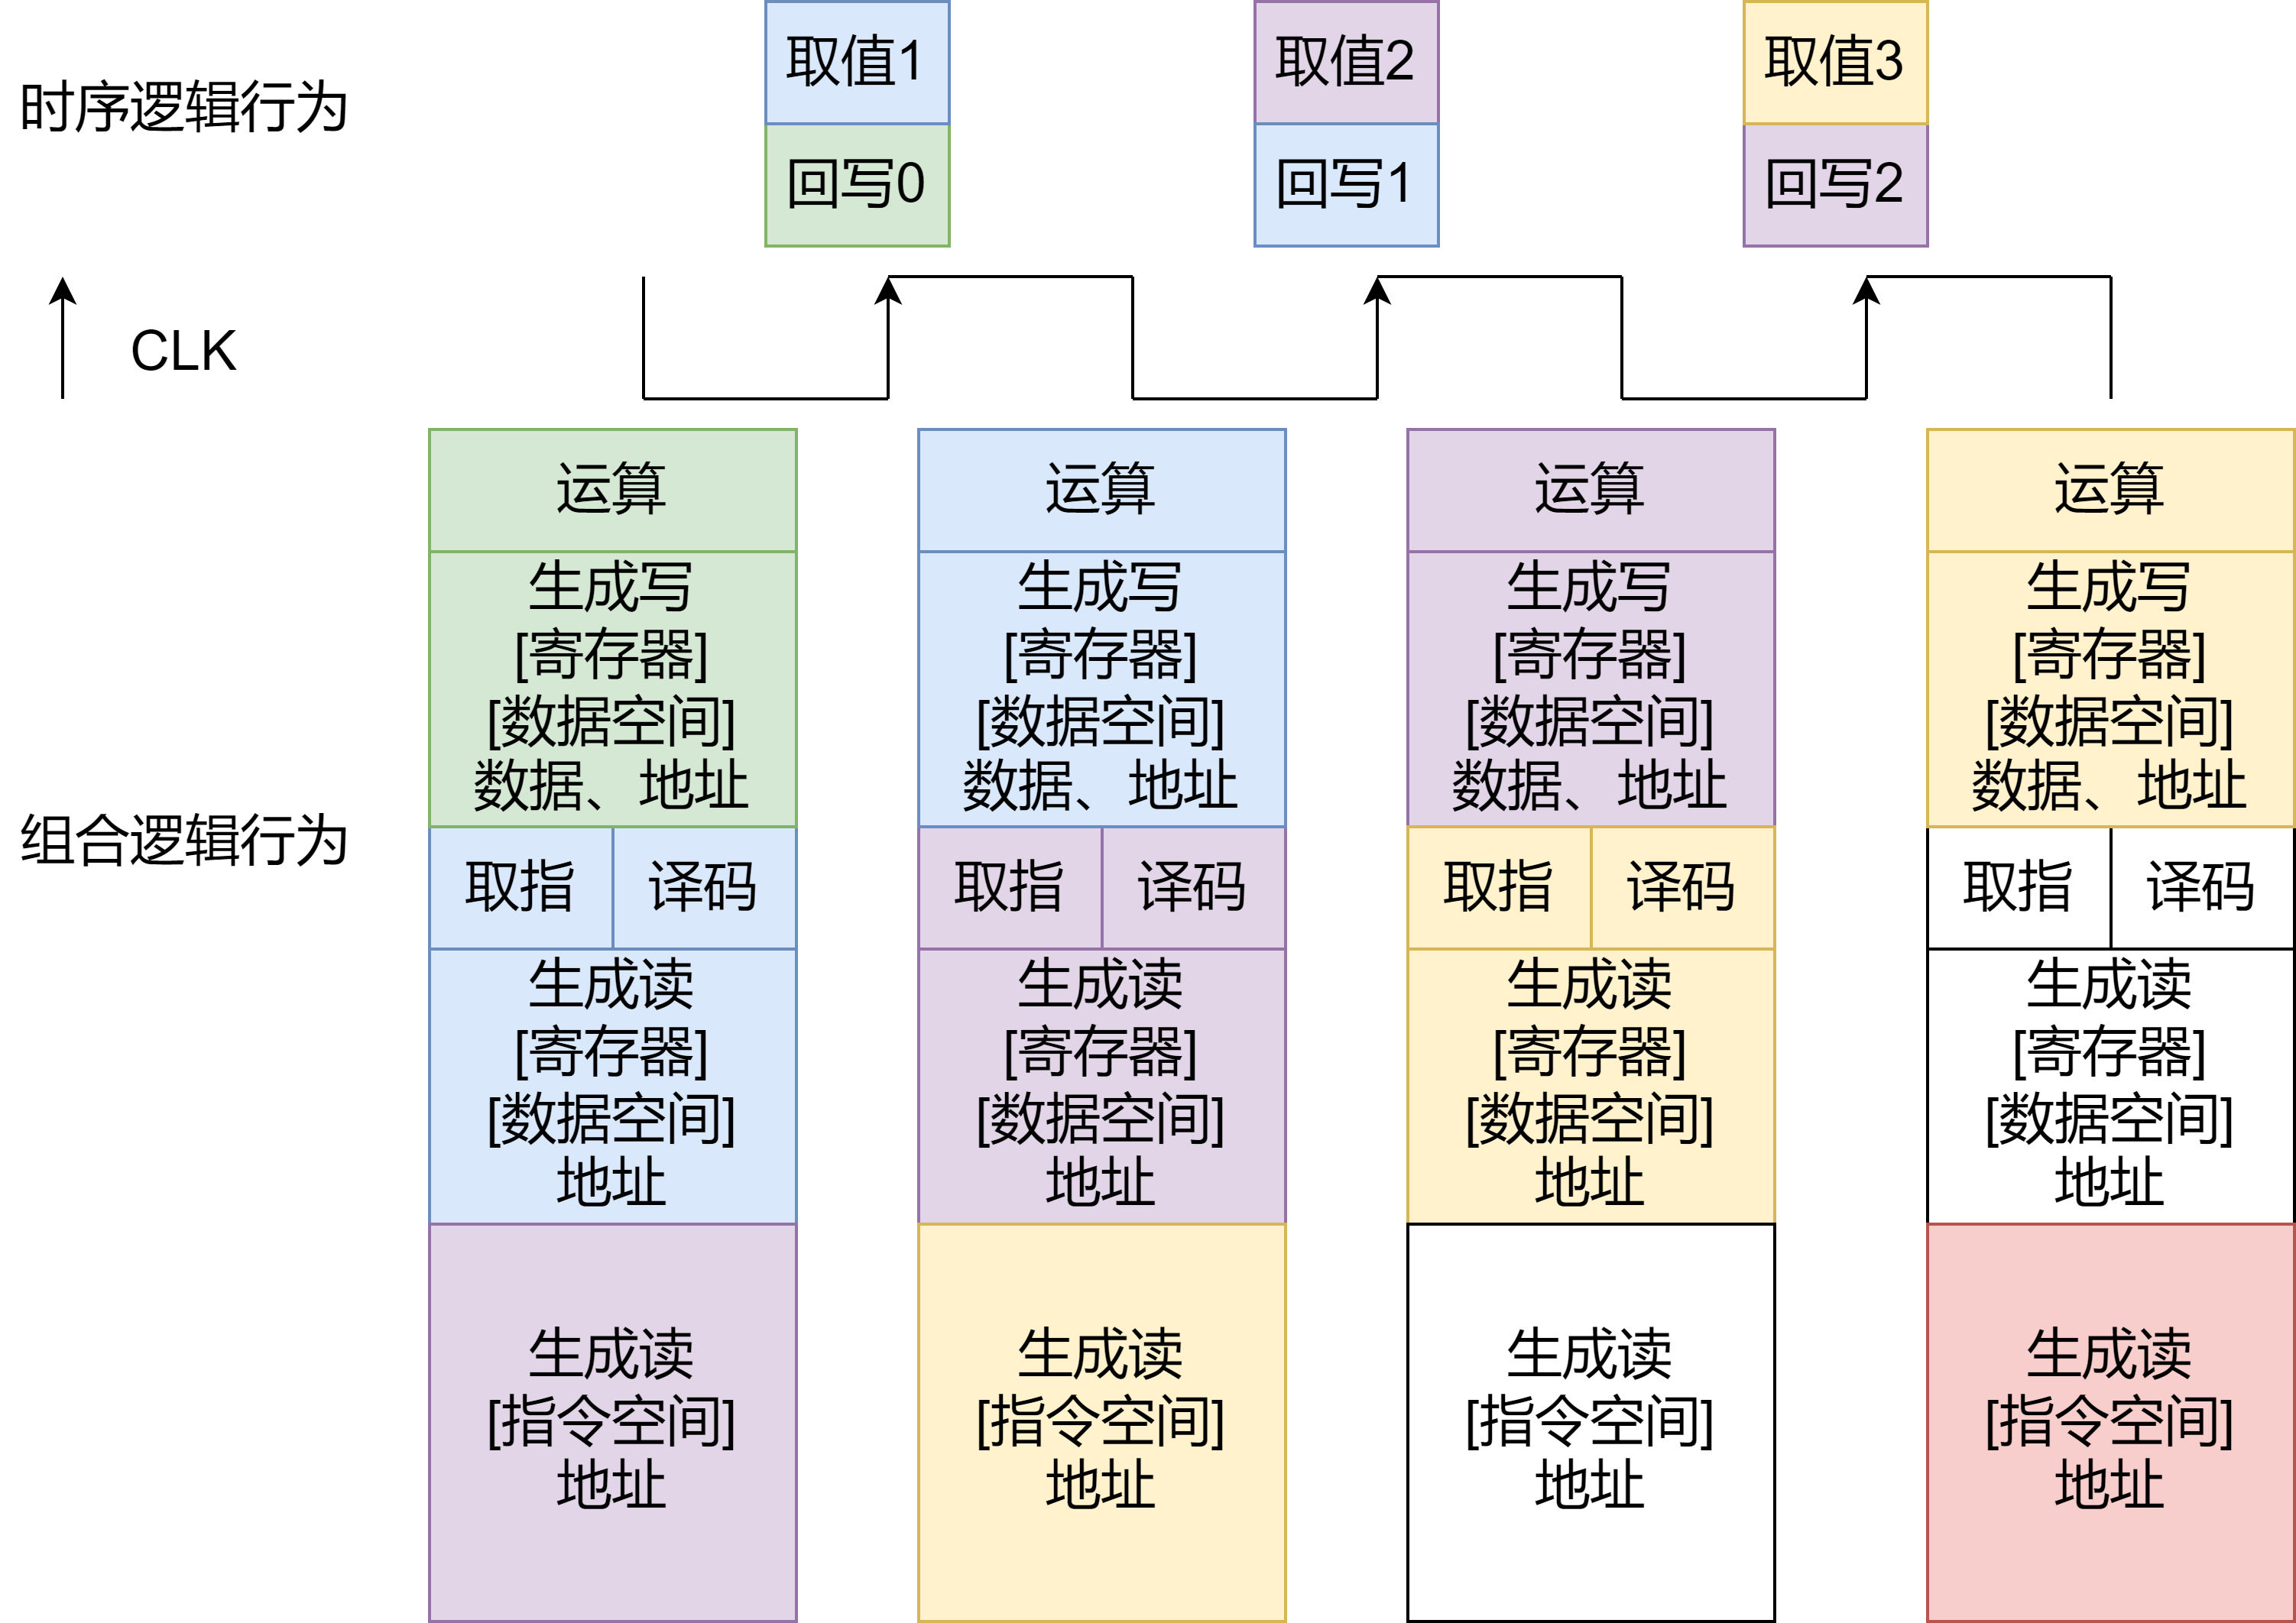 时序逻辑行为
取值1
取值2
取值3
回写0
回写1
回写2
CLK
组合逻辑行为
运算
生成写
[寄存器]
[数据空间]
数据、地址
取指
译码
生成读
[寄存器]
[数据空间]
地址
生成读
[指令空间]
地址
运算
生成写
[寄存器]
[数据空间]
数据、地址
取指
译码
生成读
[寄存器]
[数据空间]
地址
生成读
[指令空间]
地址
运算
生成写
[寄存器]
[数据空间]
数据、地址
取指
译码
生成读
[寄存器]
[数据空间]
地址
生成读
[指令空间]
地址
运算
生成写
[寄存器]
[数据空间]
数据、地址
取指
译码
生成读
[寄存器]
[数据空间]
地址
生成读
[指令空间]
地址